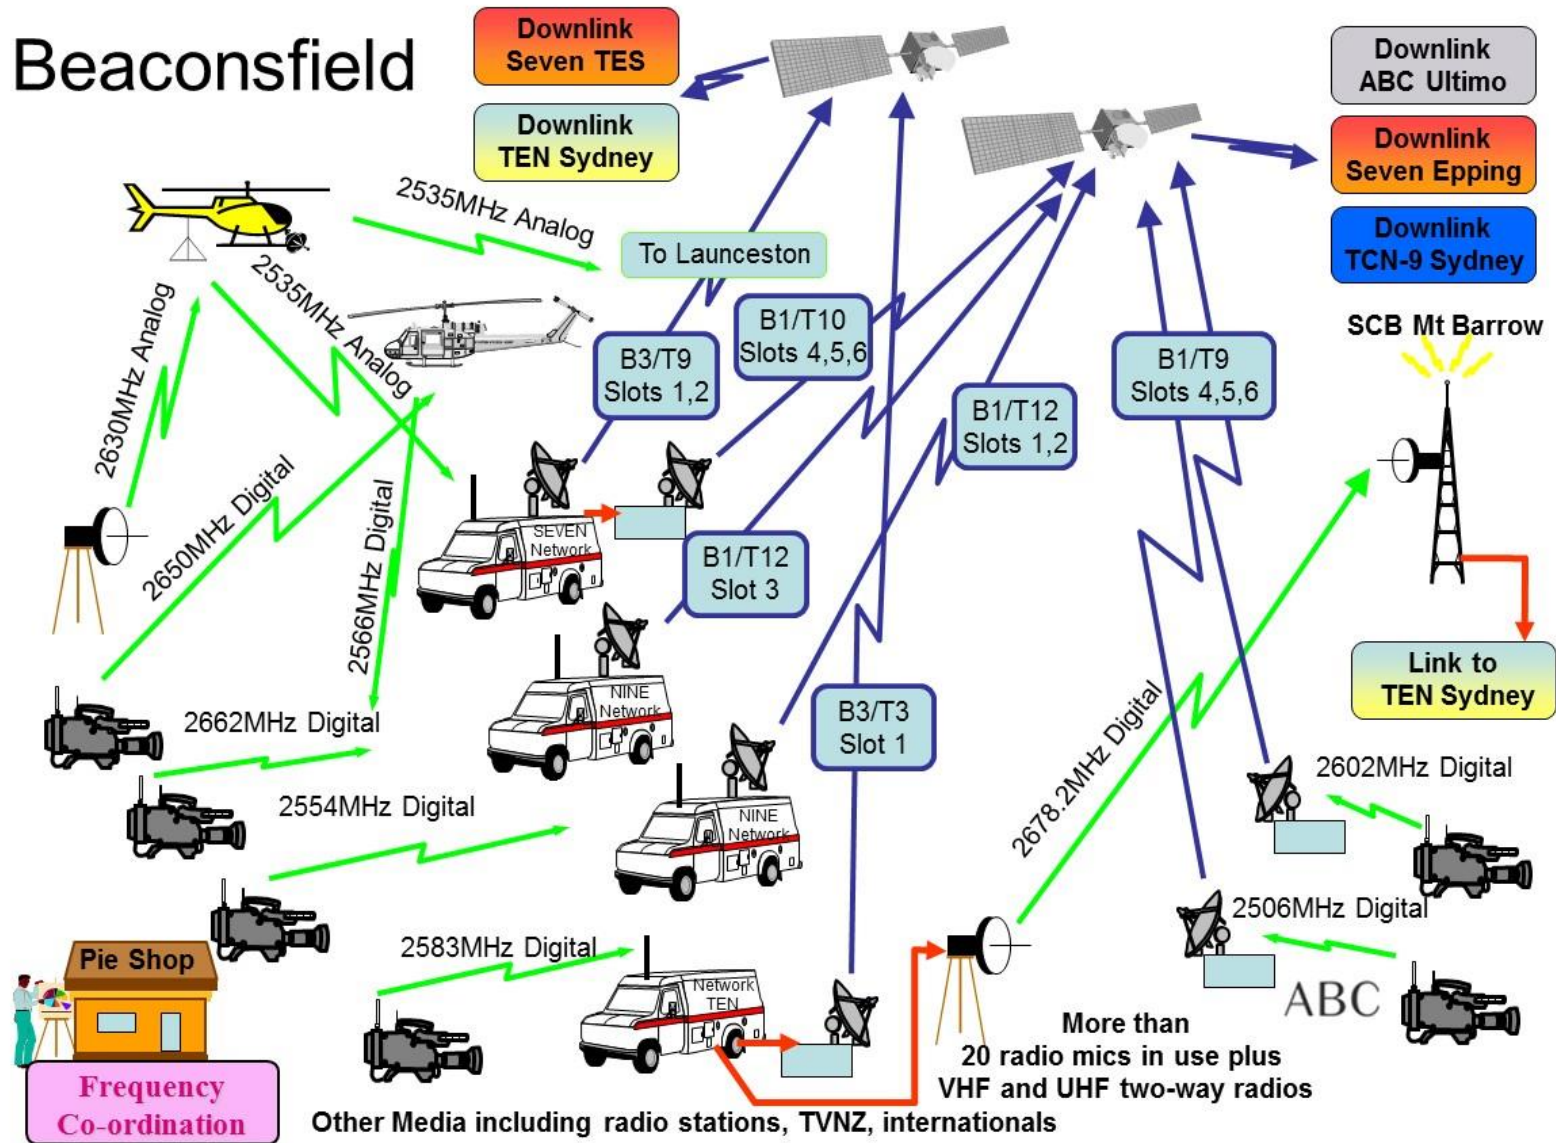 Beaconsfield
Downlink
Seven TES
Downlink
TEN Sydney
Downlink
ABC Ultimo
Downlink
Seven Epping
Downlink
TCN-9 Sydney
2535MHz Analog
To Launceston
2535MHz Analog
2630MHz Analog
2650MHz Digital
2566MHz Digital
B3/T9
Slots 1,2
B1/T10
Slots 4,5,6
B1/T12
Slots 1,2
B1/T9
Slots 4,5,6
SCB Mt Barrow
SEVEN
Network
B1/T12
Slot 3
Link to
TEN Sydney
NINE
Network
B3/T3
Slot 1
2678.2MHz Digital
2662MHz Digital
2554MHz Digital
NINE
Network
2602MHz Digital
2506MHz Digital
2583MHz Digital
Pie Shop
Network
TEN
ABC
More than
20 radio mics in use plus
VHF and UHF two-way radios
Frequency
Co-ordination
Other Media including radio stations, TVNZ, internationals